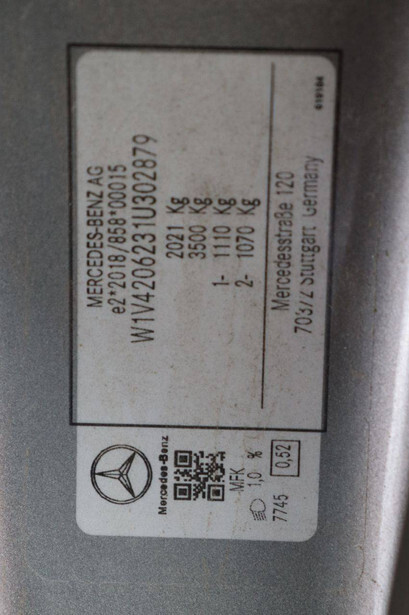 MERCEDES-BENZ AG
e2*2018/858*00015
W1V4206231U302879
2021 Kg
3500 Kg
1- 1110 Kg
2- 1070 Kg
Mercedesstraße 120
70372 Stuttgart Germany
619184
Mercedes-Benz
MFK
1,0 %
7745 0,52